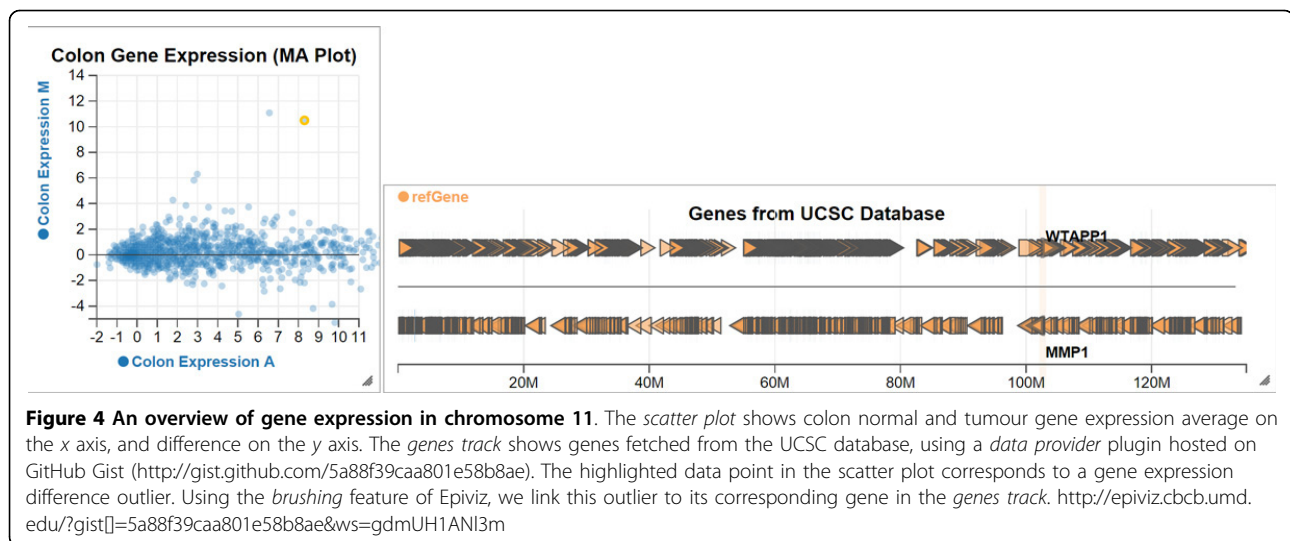 Colon Gene Expression (MA Plot)
14
12
10
8
6
4
2
0
-2
-4
Colon Expression M
-2 -1 0 1 2 3 4 5 6 7 8 9 10 11
Colon Expression A
refGene
Genes from UCSC Database
WTAPP1
MMP1
20M 40M 60M 80M 100M 120M
Figure 4 An overview of gene expression in chromosome 11. The scatter plot shows colon normal and tumour gene expression average on
the x axis, and difference on the y axis. The genes track shows genes fetched from the UCSC database, using a data provider plugin hosted on
GitHub Gist (http://gist.github.com/5a88f39caa801e58b8ae). The highlighted data point in the scatter plot corresponds to a gene expression
difference outlier. Using the brushing feature of Epiviz, we link this outlier to its corresponding gene in the genes track. http://epiviz.cbcb.umd.
edu/?gist[]=5a88f39caa801e58b8ae&ws=gdmUH1ANl3m